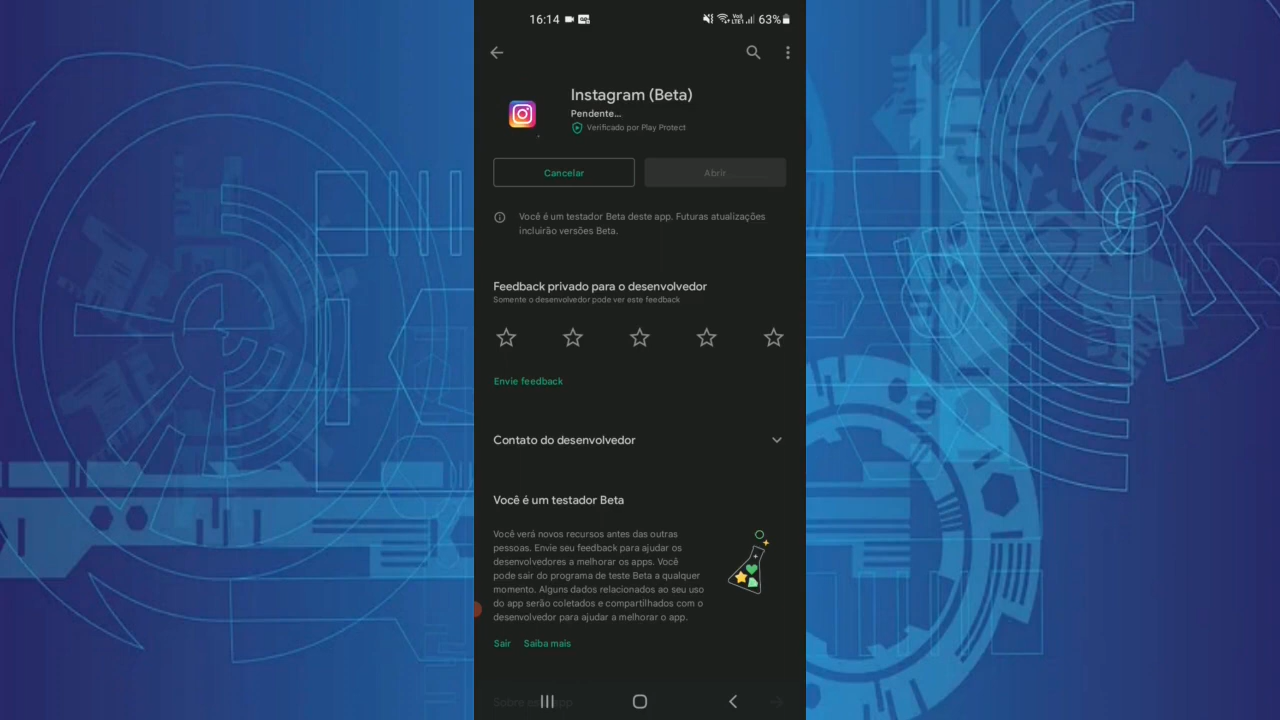 16:14
63%
Instagram (Beta)
Pendente...
Verificado por Play Protect
Cancelar
Abrir
Você é um testador Beta deste app. Futuras atualizações
incluirão versões Beta.
Feedback privado para o desenvolvedor
Somente o desenvolvedor pode ver este feedback
Envie feedback
Contato do desenvolvedor
Você é um testador Beta
Você verá novos recursos antes das outras
pessoas. Envie seu feedback para ajudar os
desenvolvedores a melhorar os apps. Você
pode sair do programa de teste Beta a qualquer
momento. Alguns dados relacionados ao seu uso
do app serão coletados e compartilhados com o
desenvolvedor para ajudar a melhorar o app.
Sair Saiba mais
Sobre app